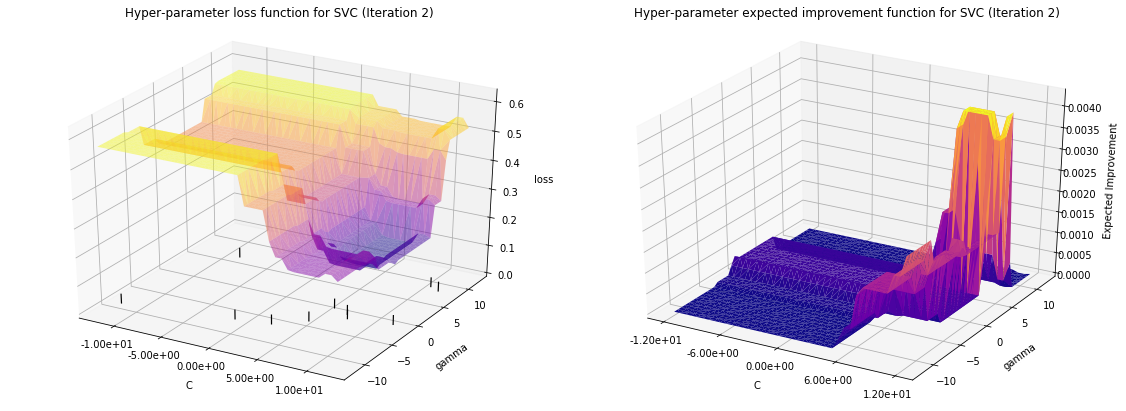 Hyper-parameter loss function for SVC (Iteration 2)
0.6
0.5
0.4
0.3
0.2
0.1
0.0
loss
10
5
0
−5
−10
gamma
-1.00e+01
-5.00e+00
0.00e+00
5.00e+00
1.00e+01
C
Hyper-parameter expected improvement function for SVC (Iteration 2)
0.0040
0.0035
0.0030
0.0025
0.0020
0.0015
0.0010
0.0005
0.0000
Expected Improvement
10
5
0
−5
−10
gamma
-1.20e+01
-6.00e+00
0.00e+00
6.00e+00
1.20e+01
C